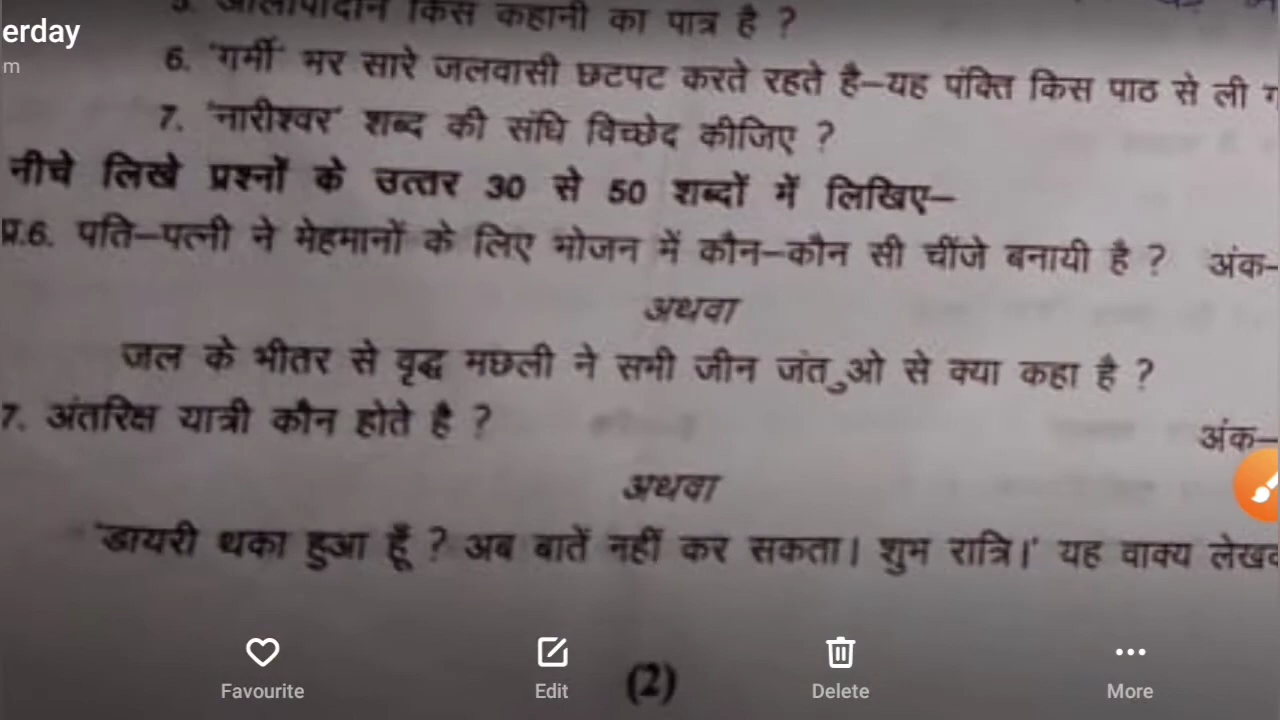 erday
m
किस कहानी का पात्र है ?
6. 'गर्मी' भर सारे जलवासी छटपट करते रहते है–यह पंक्ति किस पाठ से ली
7. 'नारीश्वर' शब्द की संधि विच्छेद कीजिए ?
नीचे लिखे प्रश्नों के उत्तर 30 से 50 शब्दों में लिखिए–
प्र.6. पति–पत्नी ने मेहमानों के लिए भोजन में कौन–कौन सी चींजे बनायी है ? अंक–
अथवा
जल के भीतर से वृद्ध मछली ने सभी जीन जंतुओ से क्या कहा है ?
7. अंतरिक्ष यात्री कौन होते है ?
अंक–
अथवा
'डायरी थका हुआ हूँ ? अब बातें नहीं कर सकता। शुभ रात्रि।' यह वाक्य
Favourite Edit (2) Delete More